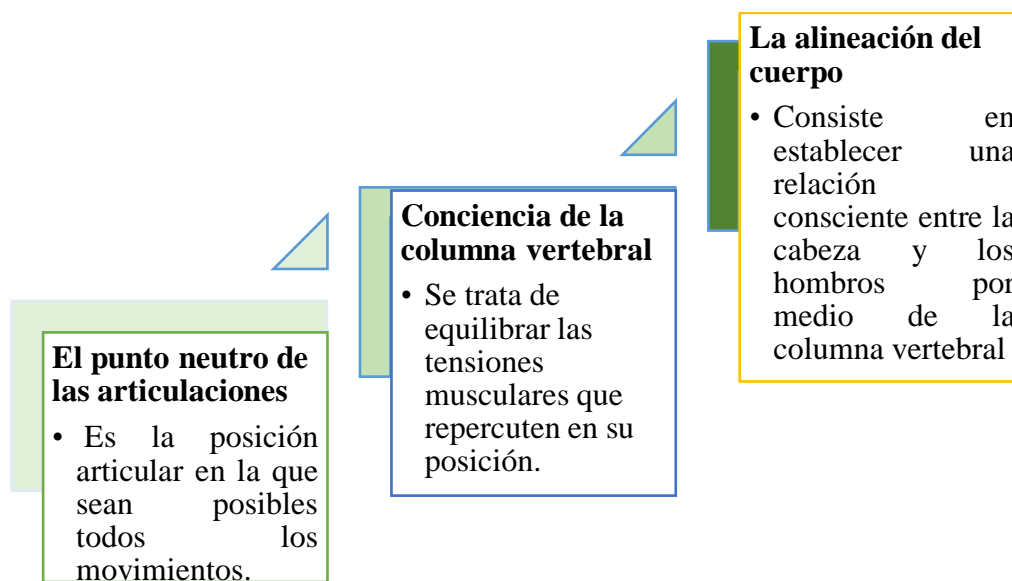 El punto neutro de
las articulaciones
• Es la posición
articular en la que
sean posibles
todos los
movimientos.
Conciencia de la
columna vertebral
• Se trata de
equilibrar las
tensiones
musculares que
repercuten en su
posición.
La alineación del
cuerpo
• Consiste en
establecer una
relación
consciente entre la
cabeza y los
hombros por
medio de la
columna vertebral